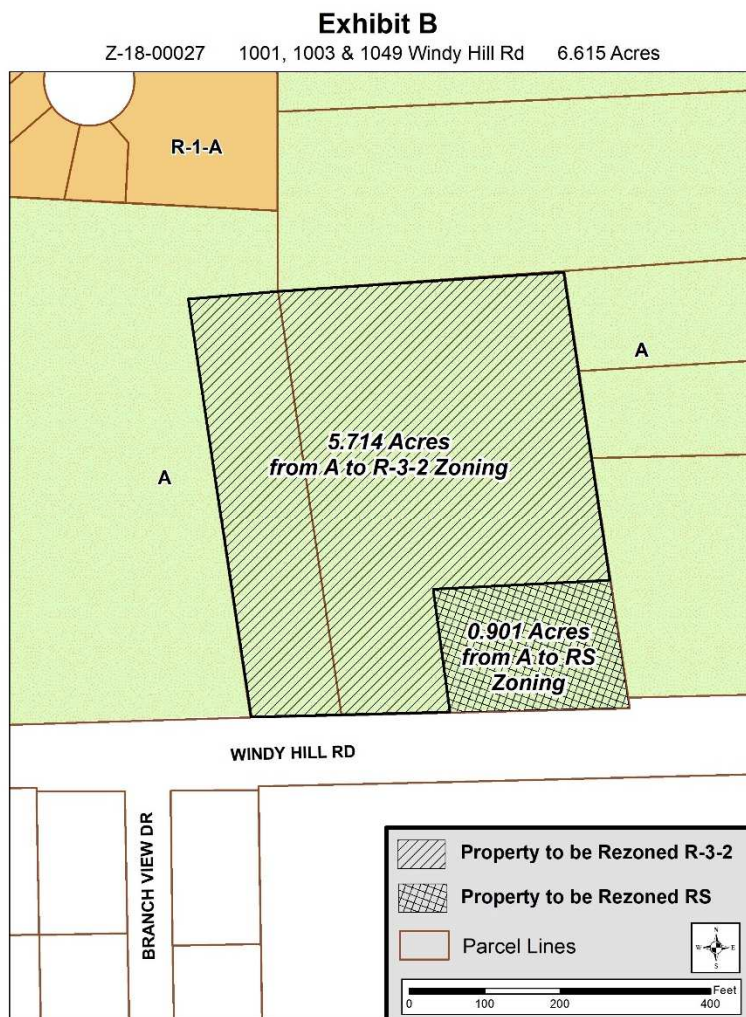 Exhibit B
Z-18-00027 1001, 1003 & 1049 Windy Hill Rd 6.615 Acres
R-1-A
A
5.714 Acres
from A to R-3-2 Zoning
A
0.901 Acres
from A to RS
Zoning
WINDY HILL RD
BRANCH VIEW DR
Property to be Rezoned R-3-2
Property to be Rezoned RS
Parcel Lines
N
W E
S
Feet
0 100 200 400